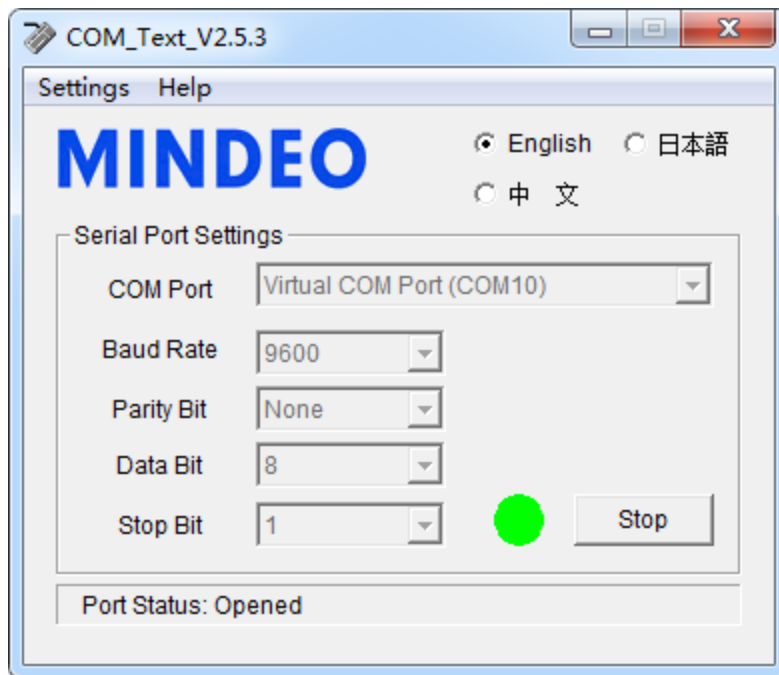 COM_Text_V2.5.3
Settings Help
MINDEO
English 日本語
中 文
Serial Port Settings
COM Port Virtual COM Port (COM10)
Baud Rate 9600
Parity Bit None
Data Bit 8
Stop Bit 1 Stop
Port Status: Opened